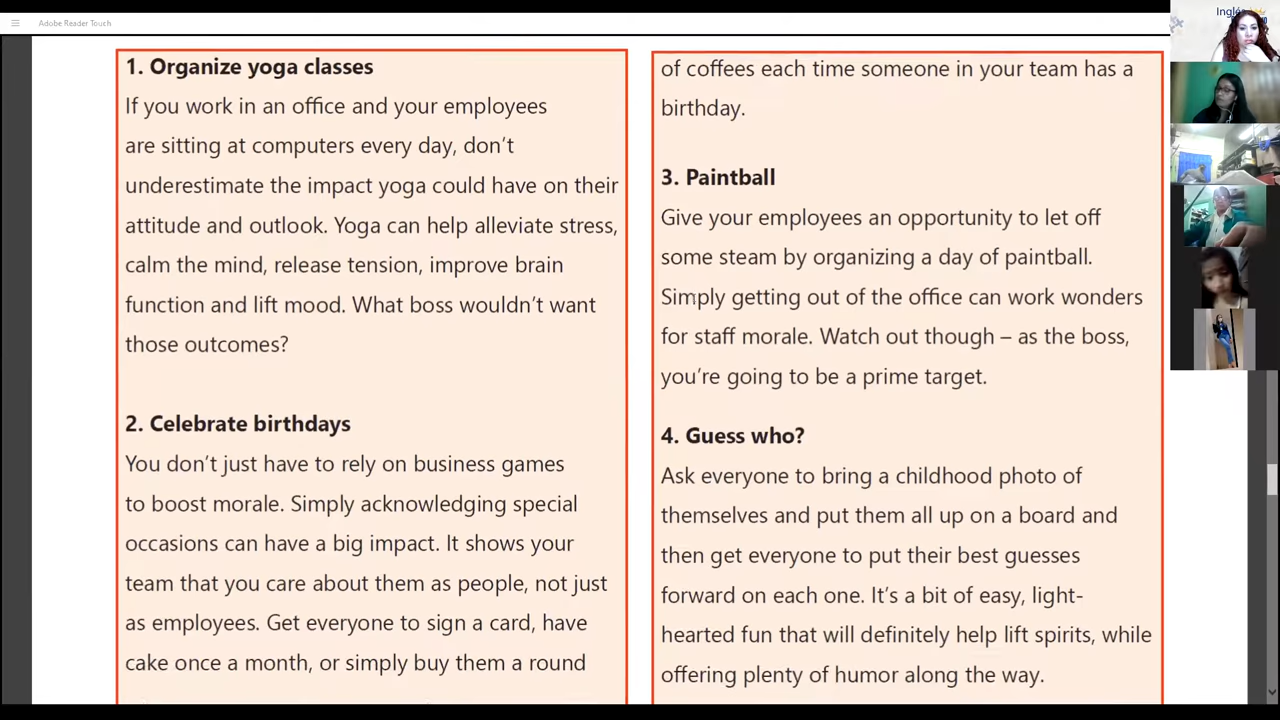 Adobe Reader Touch
1. Organize yoga classes
If you work in an office and your employees
are sitting at computers every day, don’t
underestimate the impact yoga could have on their
attitude and outlook. Yoga can help alleviate stress,
calm the mind, release tension, improve brain
function and lift mood. What boss wouldn’t want
those outcomes?
2. Celebrate birthdays
You don’t just have to rely on business games
to boost morale. Simply acknowledging special
occasions can have a big impact. It shows your
team that you care about them as people, not just
as employees. Get everyone to sign a card, have
cake once a month, or simply buy them a round
of coffees each time someone in your team has a
birthday.
3. Paintball
Give your employees an opportunity to let off
some steam by organizing a day of paintball.
Simply getting out of the office can work wonders
for staff morale. Watch out though – as the boss,
you’re going to be a prime target.
4. Guess who?
Ask everyone to bring a childhood photo of
themselves and put them all up on a board and
then get everyone to put their best guesses
forward on each one. It’s a bit of easy, light-
hearted fun that will definitely help lift spirits, while
offering plenty of humor along the way.